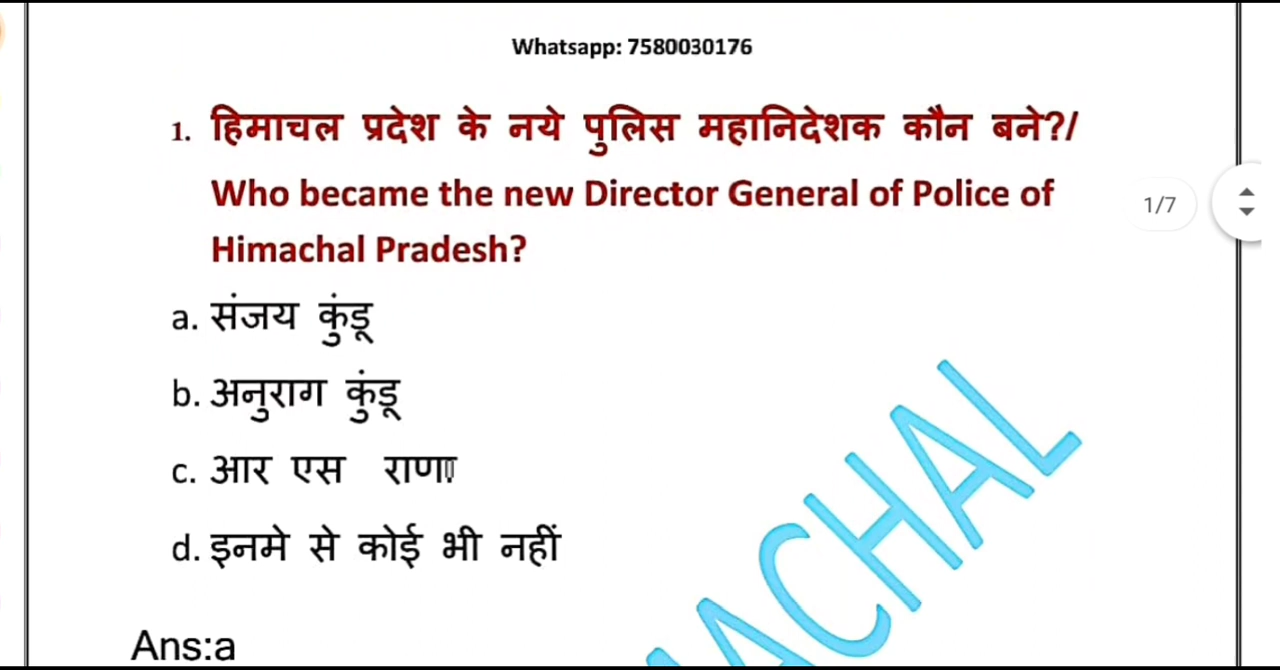 Whatsapp: 7580030176
1. हिमाचल प्रदेश के नये पुलिस महानिदेशक कौन बने?/
Who became the new Director General of Police of
Himachal Pradesh?
1/7
a. संजय कुंडू
b. अनुराग कुंडू
c. आर एस राणा
d. इनमे से कोई भी नहीं
ACHAL
Ans:a